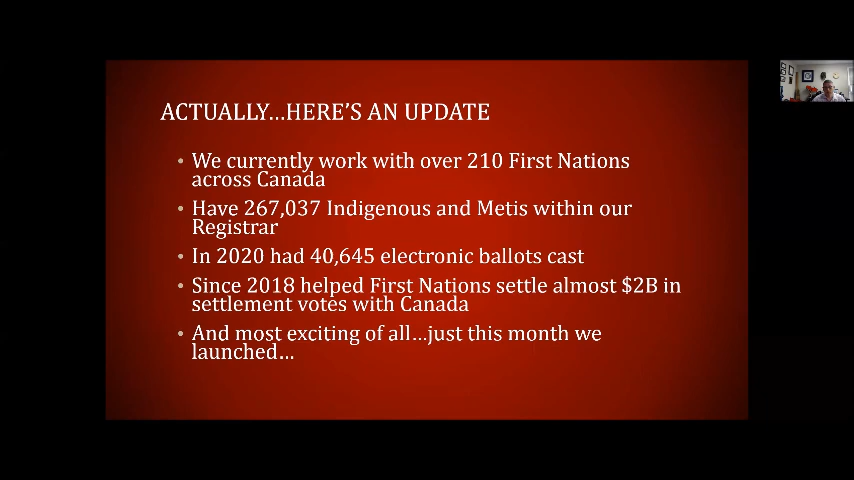 ACTUALLY...HERE'S AN UPDATE
• We currently work with over 210 First Nations
across Canada
• Have 267,037 Indigenous and Metis within our
Registrar
• In 2020 had 40,645 electronic ballots cast
• Since 2018 helped First Nations settle almost $2B in
settlement votes with Canada
• And most exciting of all...just this month we
launched...